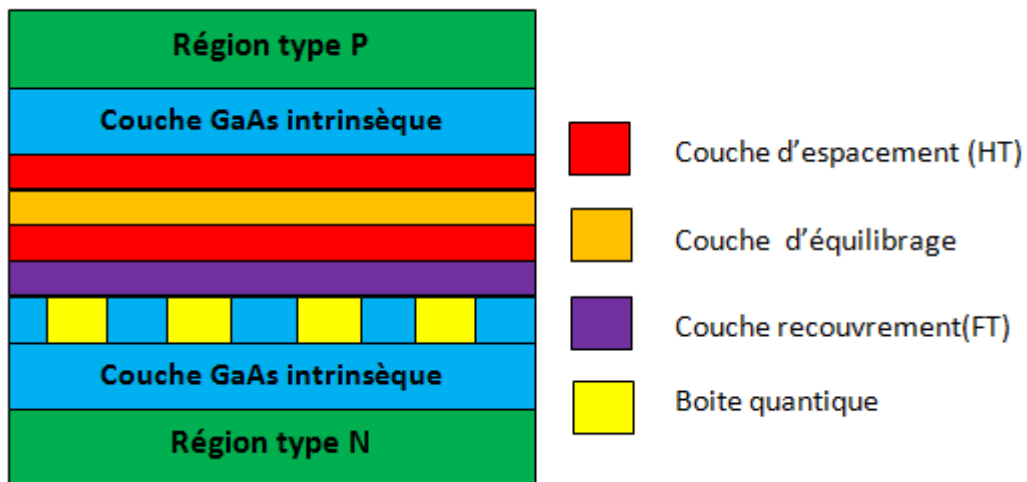 Région type P
Couche GaAs intrinsèque
Couche d'espacement (HT)
Couche d'équilibrage
Couche recouvrement(FT)
Boite quantique
Couche GaAs intrinsèque
Région type N